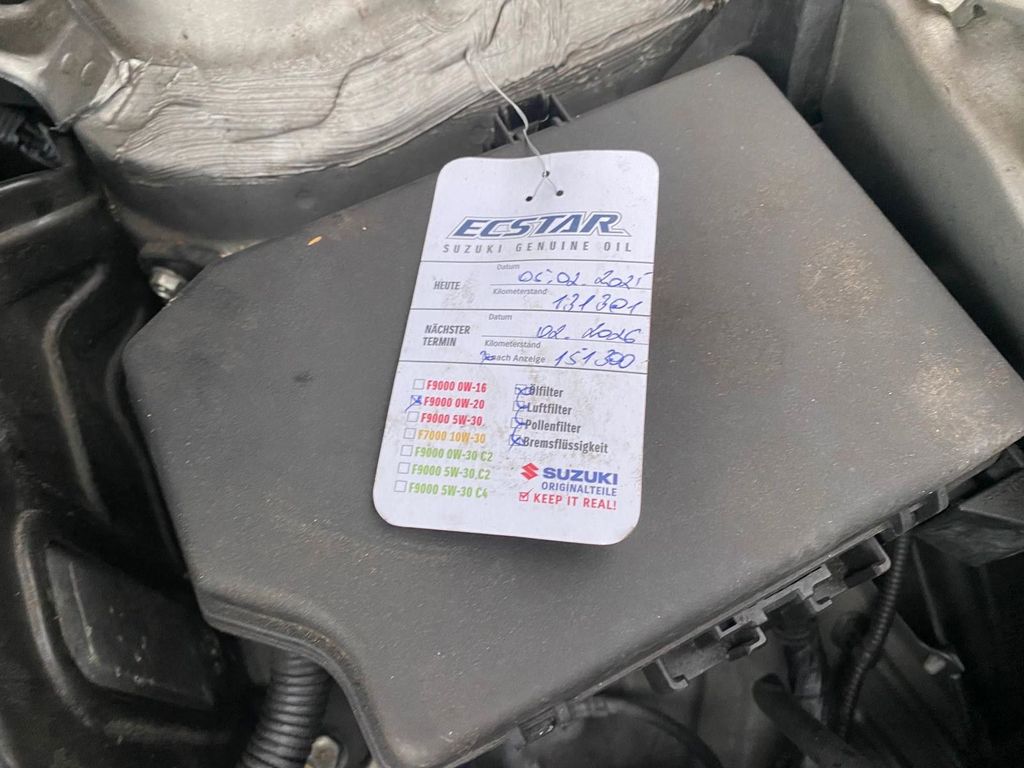 ECSTAR
SUZUKI GENUINE OIL
HEUTE
Datum 05.02.2025
Kilometerstand 131301
NÄCHSTER TERMIN
Datum 02.2026
Kilometerstand
nach Anzeige 151300
F9000 0W-16
F9000 0W-20
F9000 5W-30
F7000 10W-30
F9000 0W-30 C2
F9000 5W-30 C2
F9000 5W-30 C4
Ölfilter
Luftfilter
Pollenfilter
Bremsflüssigkeit
SUZUKI
ORIGINALTEILE
KEEP IT REAL!